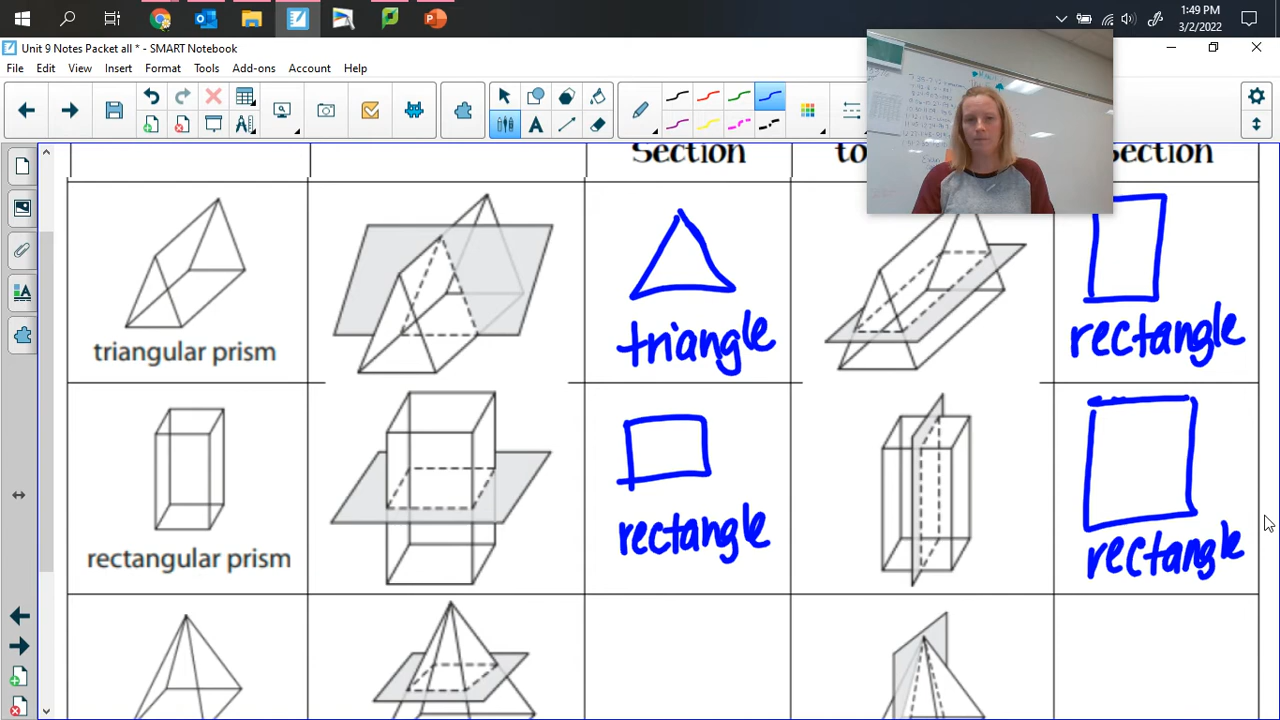 1:49 PM
3/2/2022
Unit 9 Notes Packet all * - SMART Notebook
File Edit View Insert Format Tools Add-ons Account Help
Section
to
Section
triangular prism
triangle
rectangle
rectangular prism
rectangle
rectangle